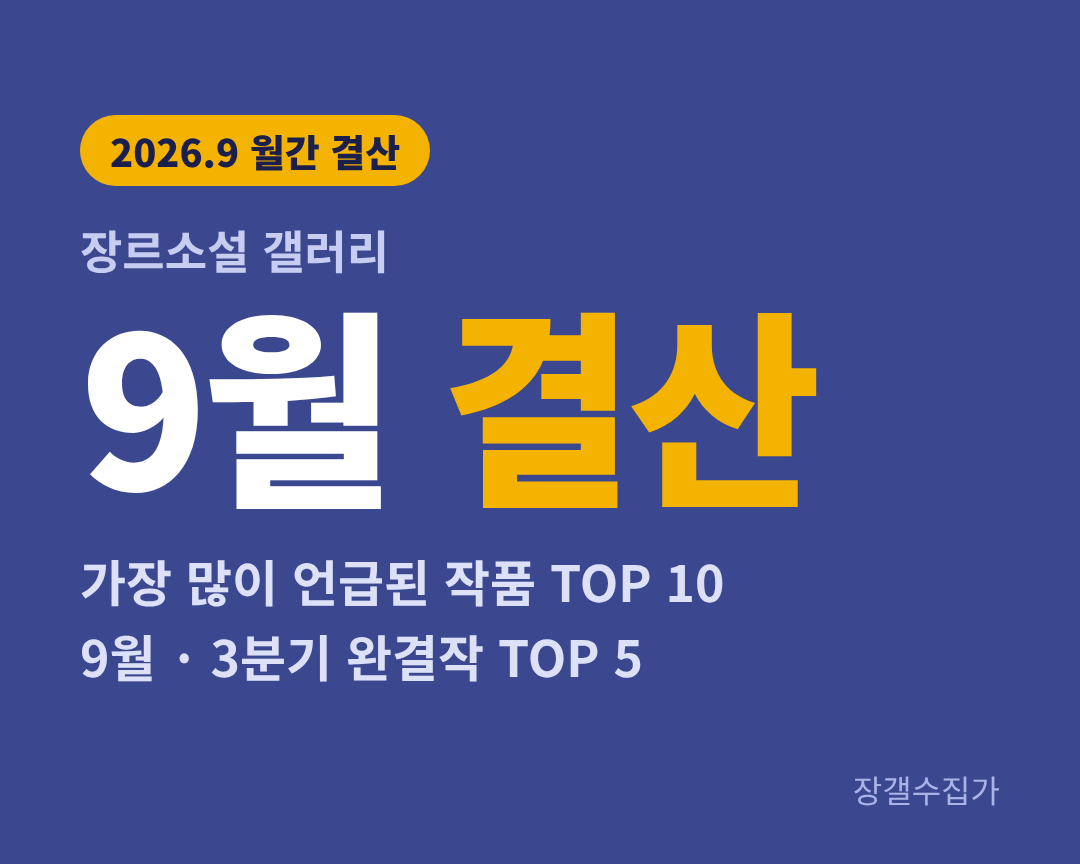 2026.9 월간 결산
장르소설 갤러리
9월 결산
가장 많이 언급된 작품 TOP 10
9월 · 3분기 완결작 TOP 5
장갤수집가